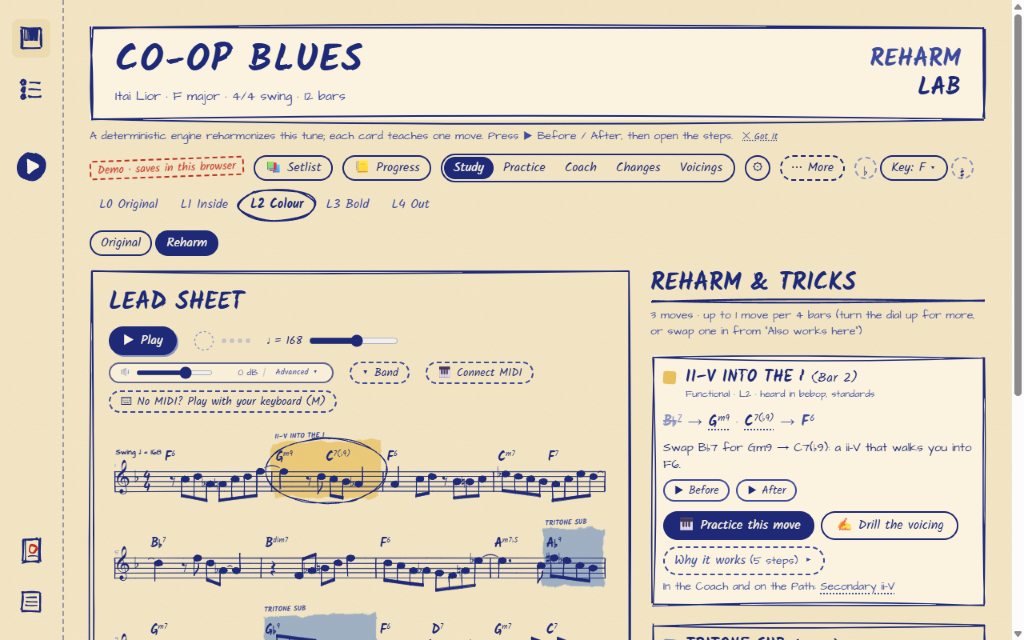 CO-OP BLUES
REHARM
LAB
Itai Lior · F major · 4/4 swing · 12 bars
A deterministic engine reharmonizes this tune; each card teaches one move. Press ▶ Before / After, then open the steps. X Got it
Demo · saves in this browser
Setlist
Progress
Study Practice Coach Changes Voicings
··· More
♭
Key: F
L0 Original L1 Inside L2 Colour L3 Bold L4 Out
Original Reharm
LEAD SHEET
▶ Play
♩ = 168
0 dB
Advanced
Band
Connect MIDI
No MIDI? Play with your keyboard (M)
II-V INTO THE I
Swing ♩ = 168 F6 Gm9 C7(♭9) F6 Cm7 F7
TRITONE SUB
B♭7 Bdim7 F6 Am7♭5 A♭9
TRITONE SUB
Gm7 G♭9 F6 D7 Gm7 C7
REHARM & TRICKS
3 moves · up to 1 move per 4 bars (turn the dial up for more,
or swap one in from "Also works here")
II-V INTO THE I (Bar 2)
Functional · L2 · heard in bebop, standards
B♭7 → Gm9 · C7(♭9) → F6
Swap B♭7 for Gm9 → C7(♭9): a ii-V that walks you into
F6.
▶ Before ▶ After
Practice this move
Drill the voicing
Why it works (5 steps)
In the Coach and on the Path: Secondary ii-V